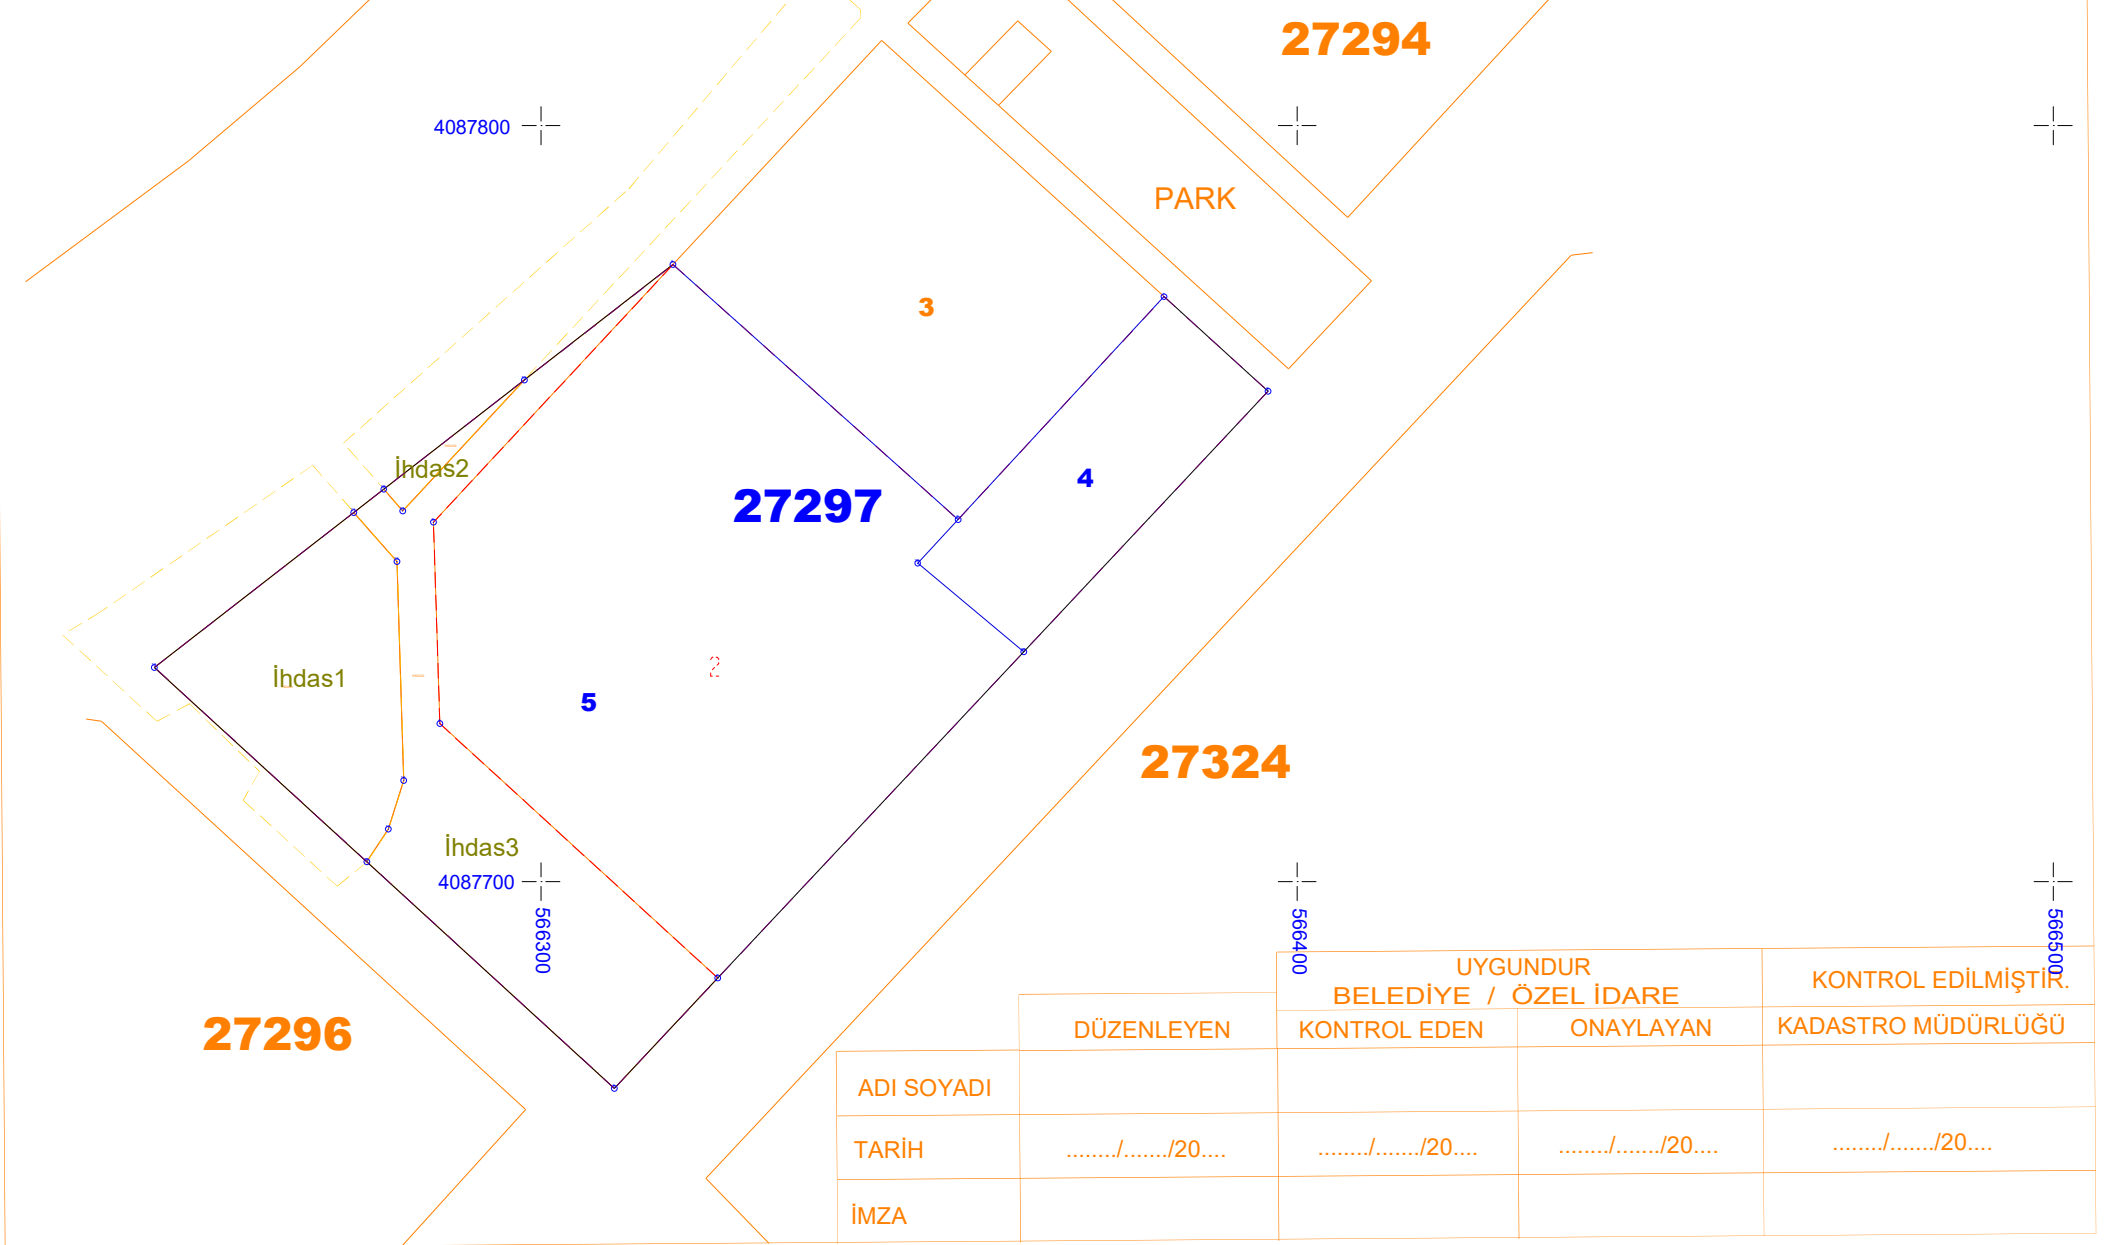 27294
4087800
PARK
3
İhdas2
4
27297
2
İhdas1
5
27324
İhdas3
4087700
566300
566400
566500
27296
UYGUNDUR
BELEDİYE / ÖZEL İDARE
KONTROL EDİLMİŞTİR.
DÜZENLEYEN
KONTROL EDEN
ONAYLAYAN
KADASTRO MÜDÜRLÜĞÜ
ADI SOYADI
TARİH
......../......./20....
......../......./20....
......../......./20....
......../......./20....
İMZA